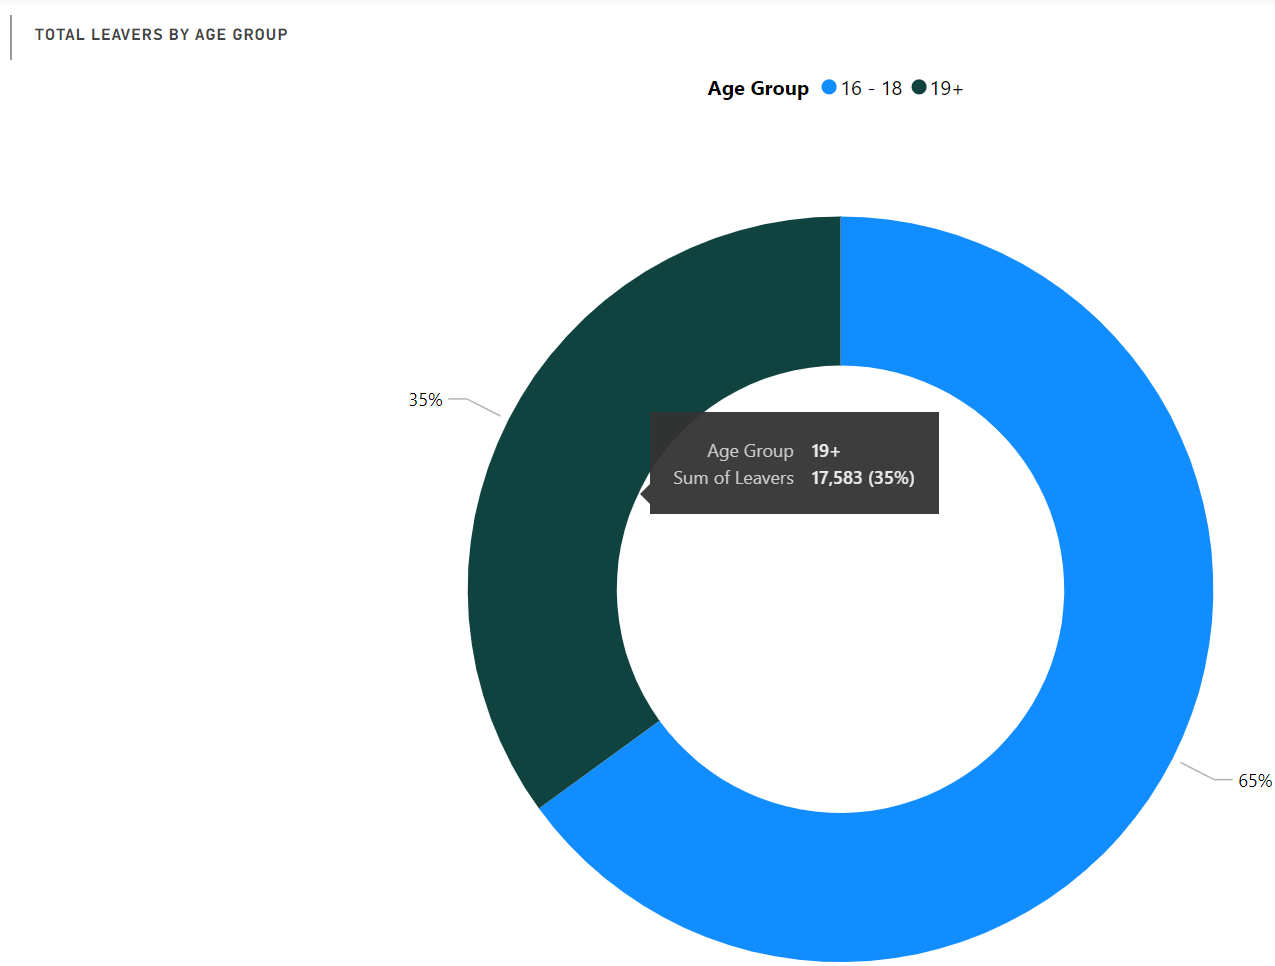 TOTAL LEAVERS BY AGE GROUP
Age Group 16 - 18 19+
35%
Age Group 19+
Sum of Leavers 17,583 (35%)
65%